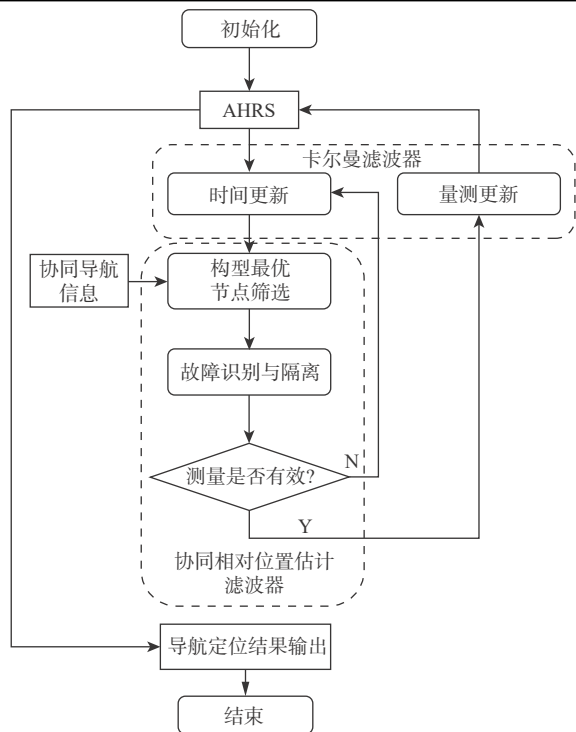 初始化
AHRS
卡尔曼滤波器
时间更新
量测更新
协同导航
信息
构型最优
节点筛选
故障识别与隔离
测量是否有效?
N
Y
协同相对位置估计
滤波器
导航定位结果输出
结束